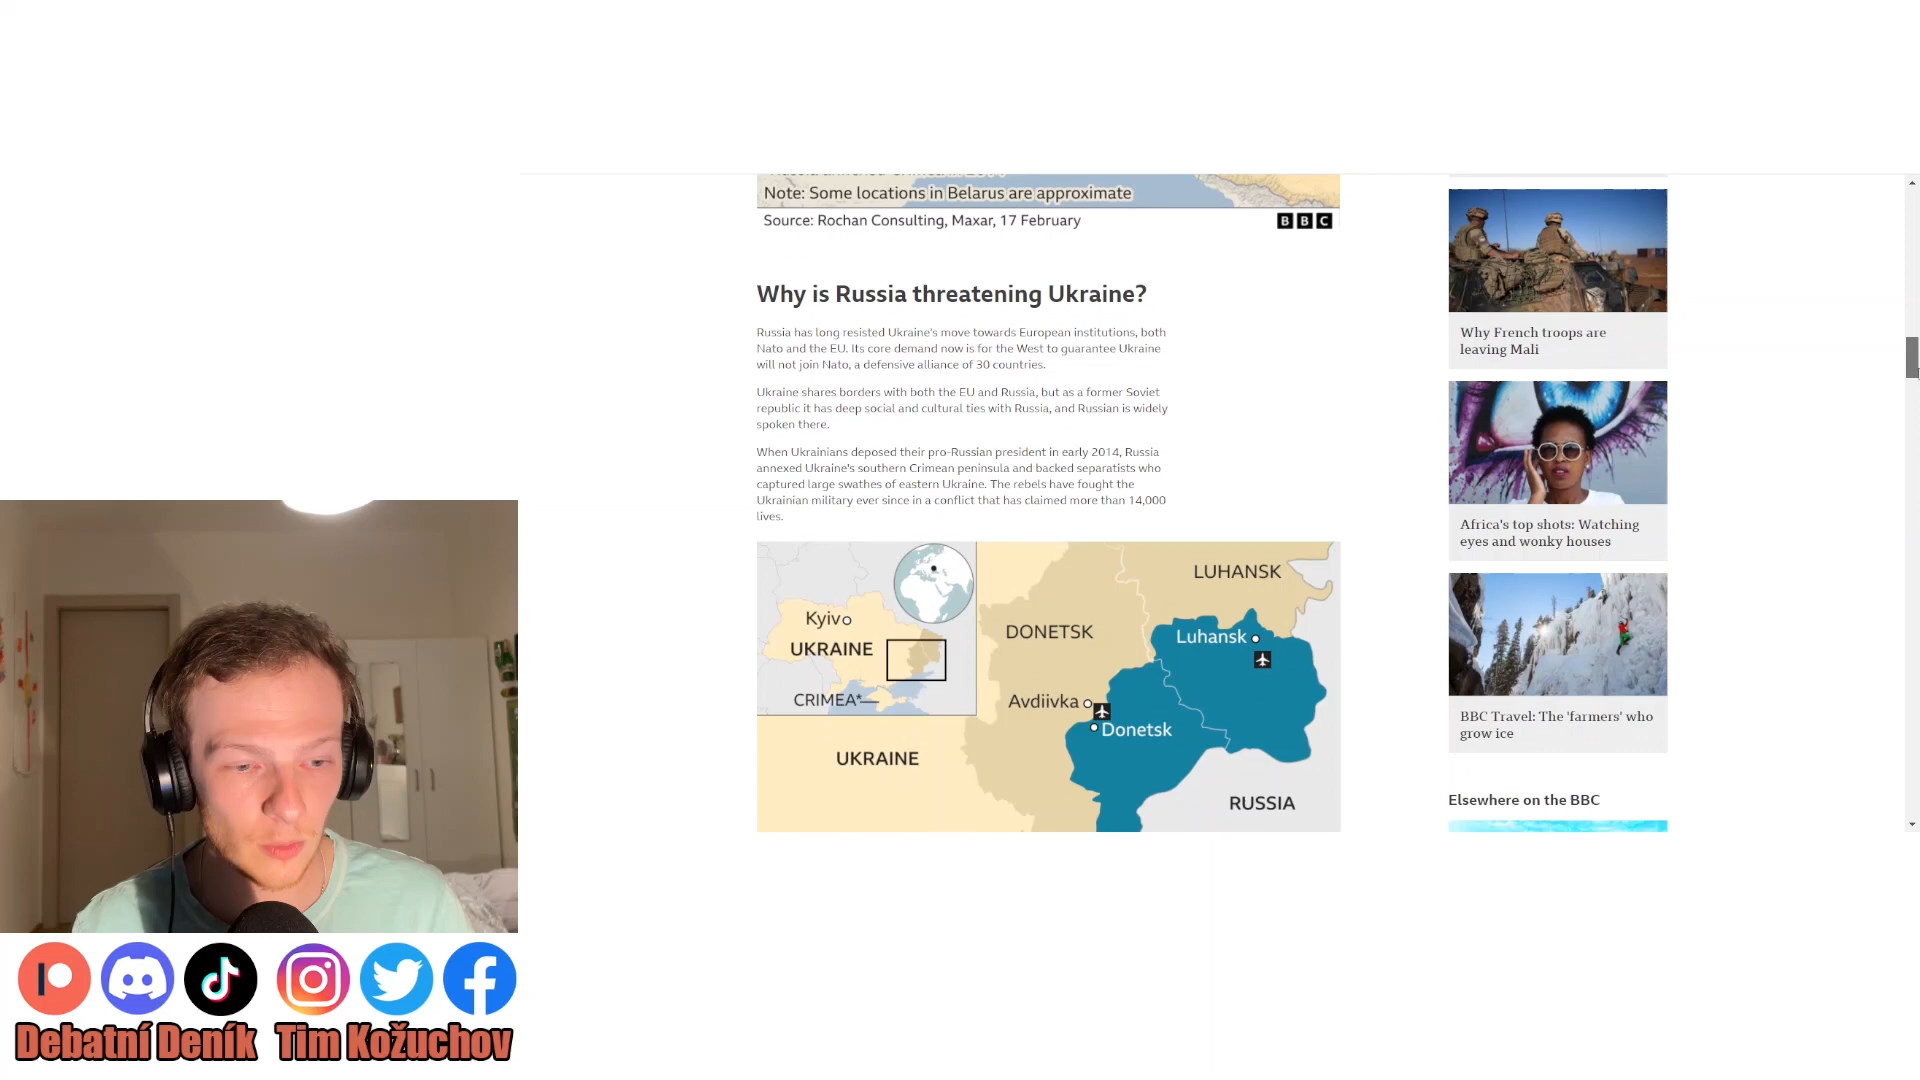 Note: Some locations in Belarus are approximate
Source: Rochan Consulting, Maxar, 17 February
BBC
Why is Russia threatening Ukraine?
Russia has long resisted Ukraine's move towards European institutions, both
Nato and the EU. Its core demand now is for the West to guarantee Ukraine
will not join Nato, a defensive alliance of 30 countries.
Ukraine shares borders with both the EU and Russia, but as a former Soviet
republic it has deep social and cultural ties with Russia, and Russian is widely
spoken there.
When Ukrainians deposed their pro-Russian president in early 2014, Russia
annexed Ukraine's southern Crimean peninsula and backed separatists who
captured large swathes of eastern Ukraine. The rebels have fought the
Ukrainian military ever since in a conflict that has claimed more than 14,000
lives.
Kyiv
UKRAINE
CRIMEA*
LUHANSK
DONETSK
Luhansk
Avdiivka
Donetsk
UKRAINE
RUSSIA
Why French troops are
leaving Mali
Africa's top shots: Watching
eyes and wonky houses
BBC Travel: The 'farmers' who
grow ice
Elsewhere on the BBC
Debatní Deník
Tim Kožuchov